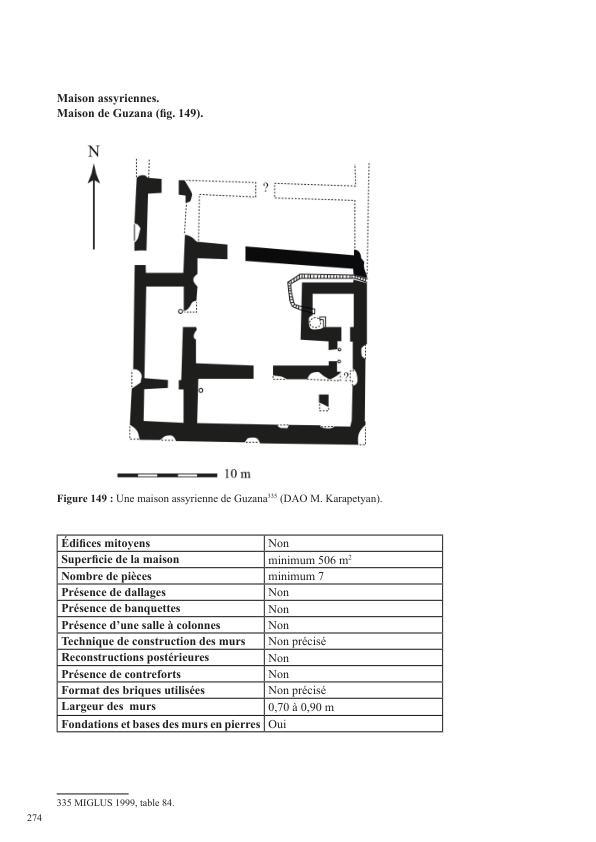 Maison assyriennes.
Maison de Guzana (fig. 149).
N
?
?
10 m
Figure 149 : Une maison assyrienne de Guzana335 (DAO M. Karapetyan).
Édifices mitoyens Non
Superficie de la maison minimum 506 m2
Nombre de pièces minimum 7
Présence de dallages Non
Présence de banquettes Non
Présence d’une salle à colonnes Non
Technique de construction des murs Non précisé
Reconstructions postérieures Non
Présence de contreforts Non
Format des briques utilisées Non précisé
Largeur des murs 0,70 à 0,90 m
Fondations et bases des murs en pierres Oui
335 MIGLUS 1999, table 84.
274